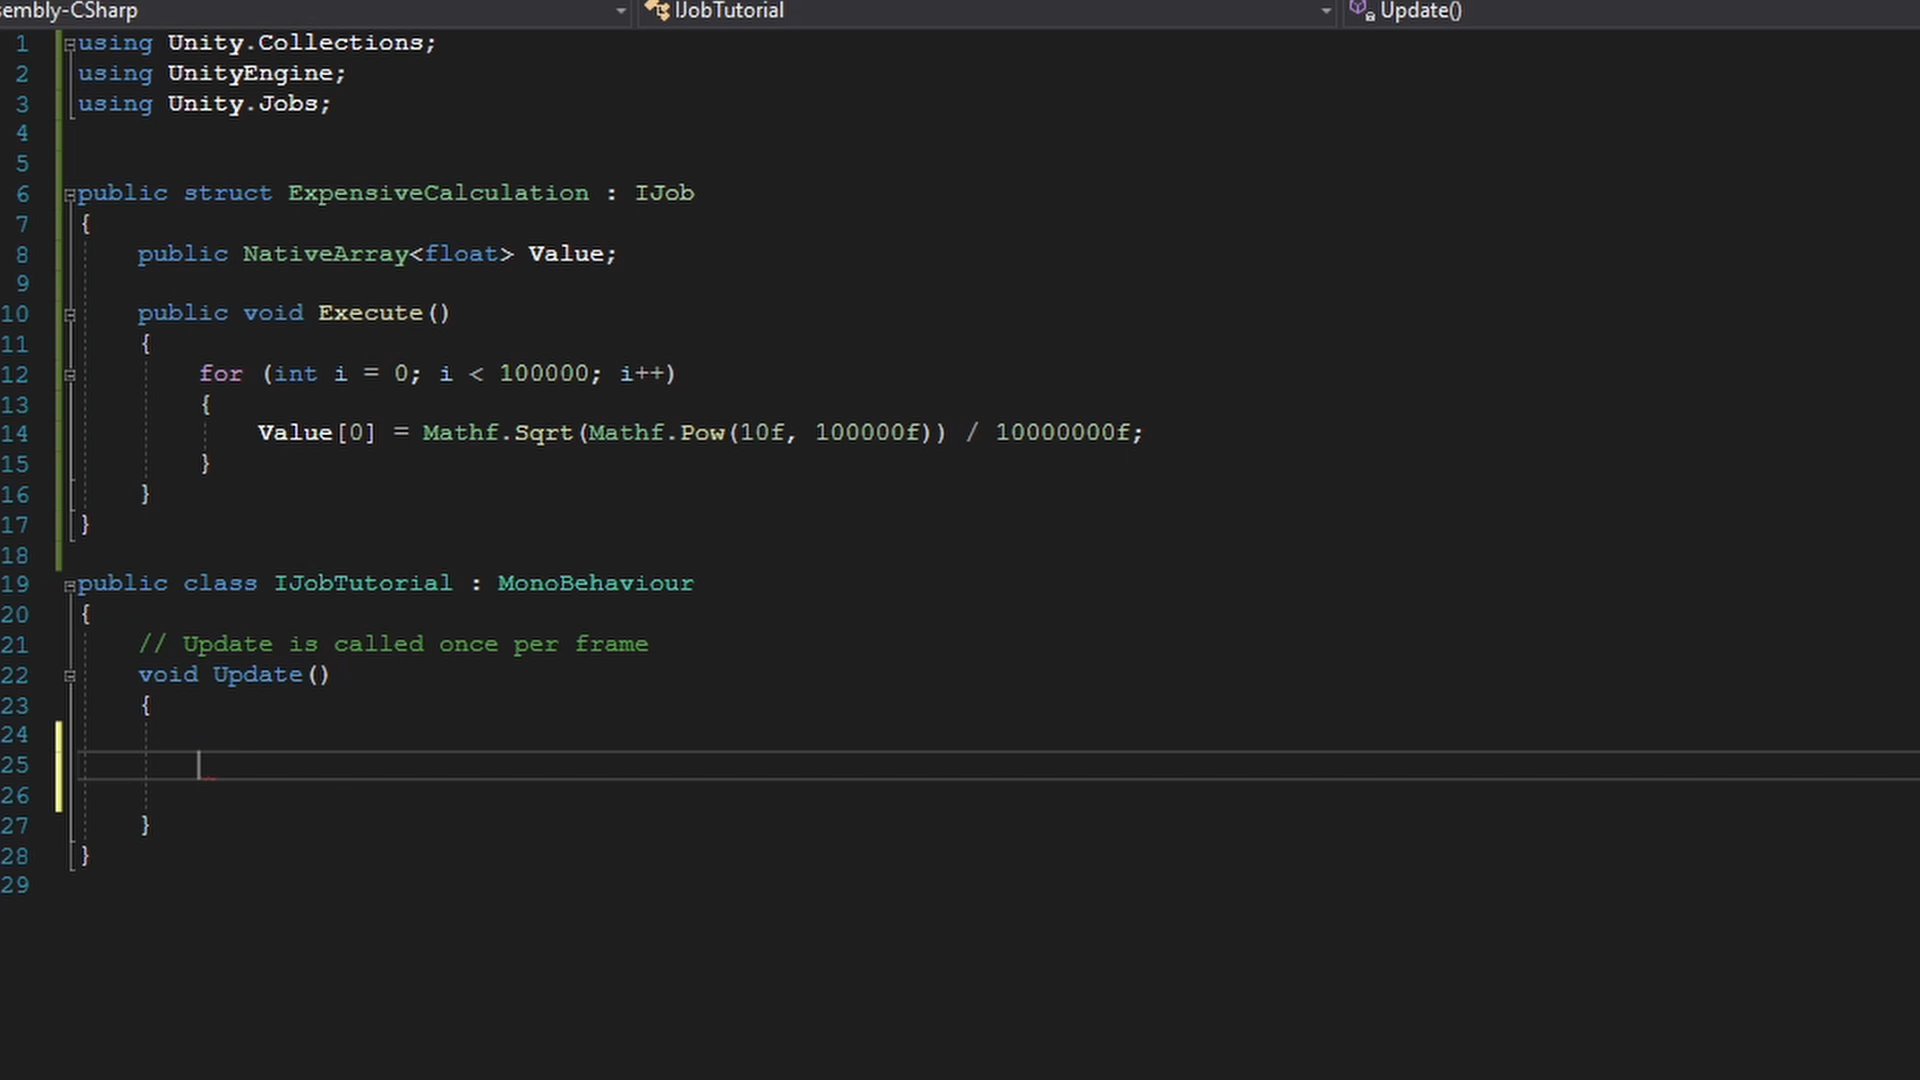 sembly-CSharp IJobTutorial Update()
1 using Unity.Collections;
2 using UnityEngine;
3 using Unity.Jobs;
4
5
6 public struct ExpensiveCalculation : IJob
7 {
8 public NativeArray<float> Value;
9
10 public void Execute()
11 {
12 for (int i = 0; i < 100000; i++)
13 {
14 Value[0] = Mathf.Sqrt(Mathf.Pow(10f, 100000f)) / 10000000f;
15 }
16 }
17 }
18
19 public class IJobTutorial : MonoBehaviour
20 {
21 // Update is called once per frame
22 void Update()
23 {
24
25
26
27 }
28 }
29